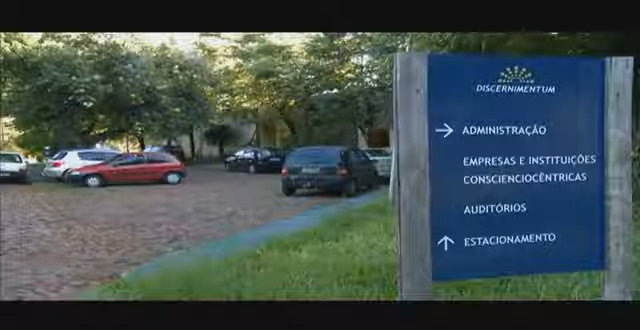 DISCERNIMENTUM
→ ADMINISTRAÇÃO
EMPRESAS E INSTITUIÇÕES
CONSCIENCIOCÊNTRICAS
AUDITÓRIOS
↑ ESTACIONAMENTO